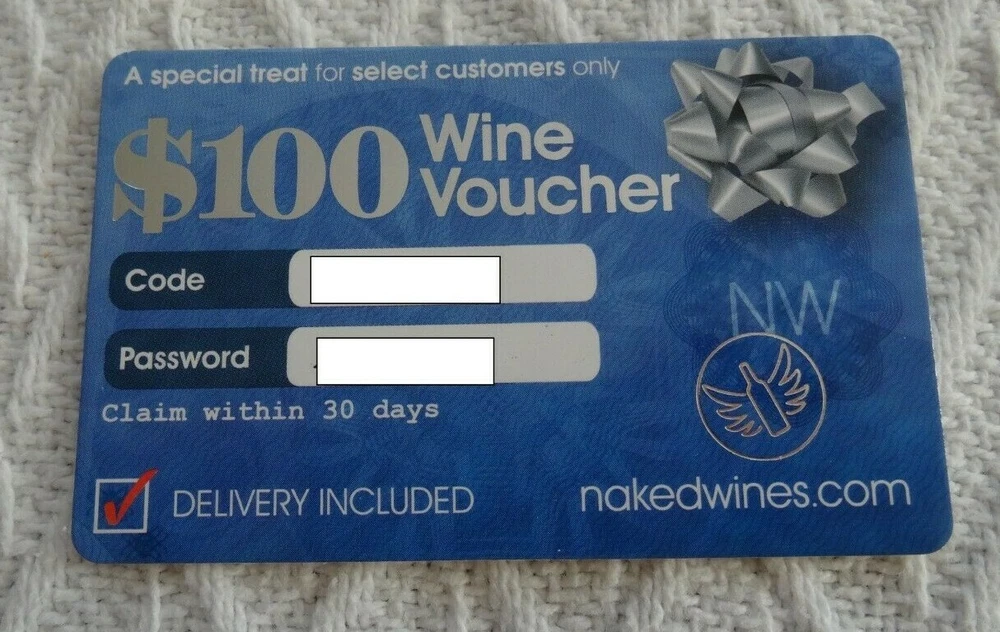 A special treat for select customers only
$100 Wine
Voucher
Code
Password
Claim within 30 days
NW
DELIVERY INCLUDED
nakedwines.com